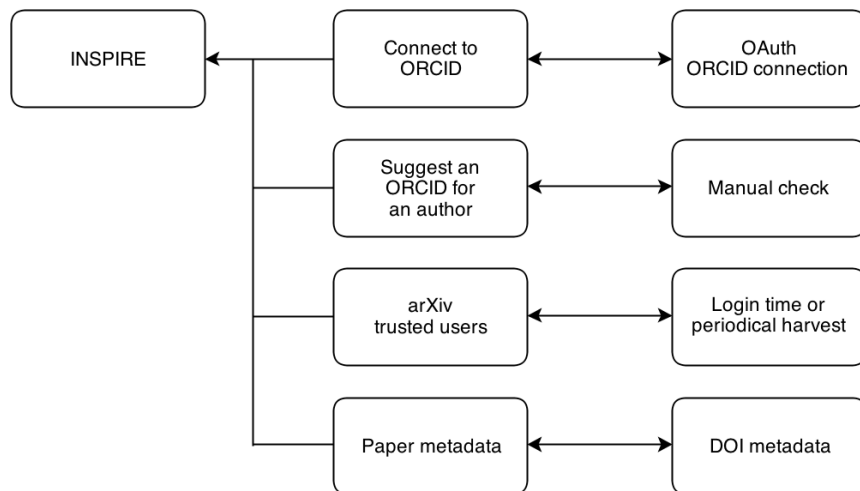 INSPIRE
Connect to
ORCID
OAuth
ORCID connection
Suggest an
ORCID for
an author
Manual check
arXiv
trusted users
Login time or
periodical harvest
Paper metadata
DOI metadata